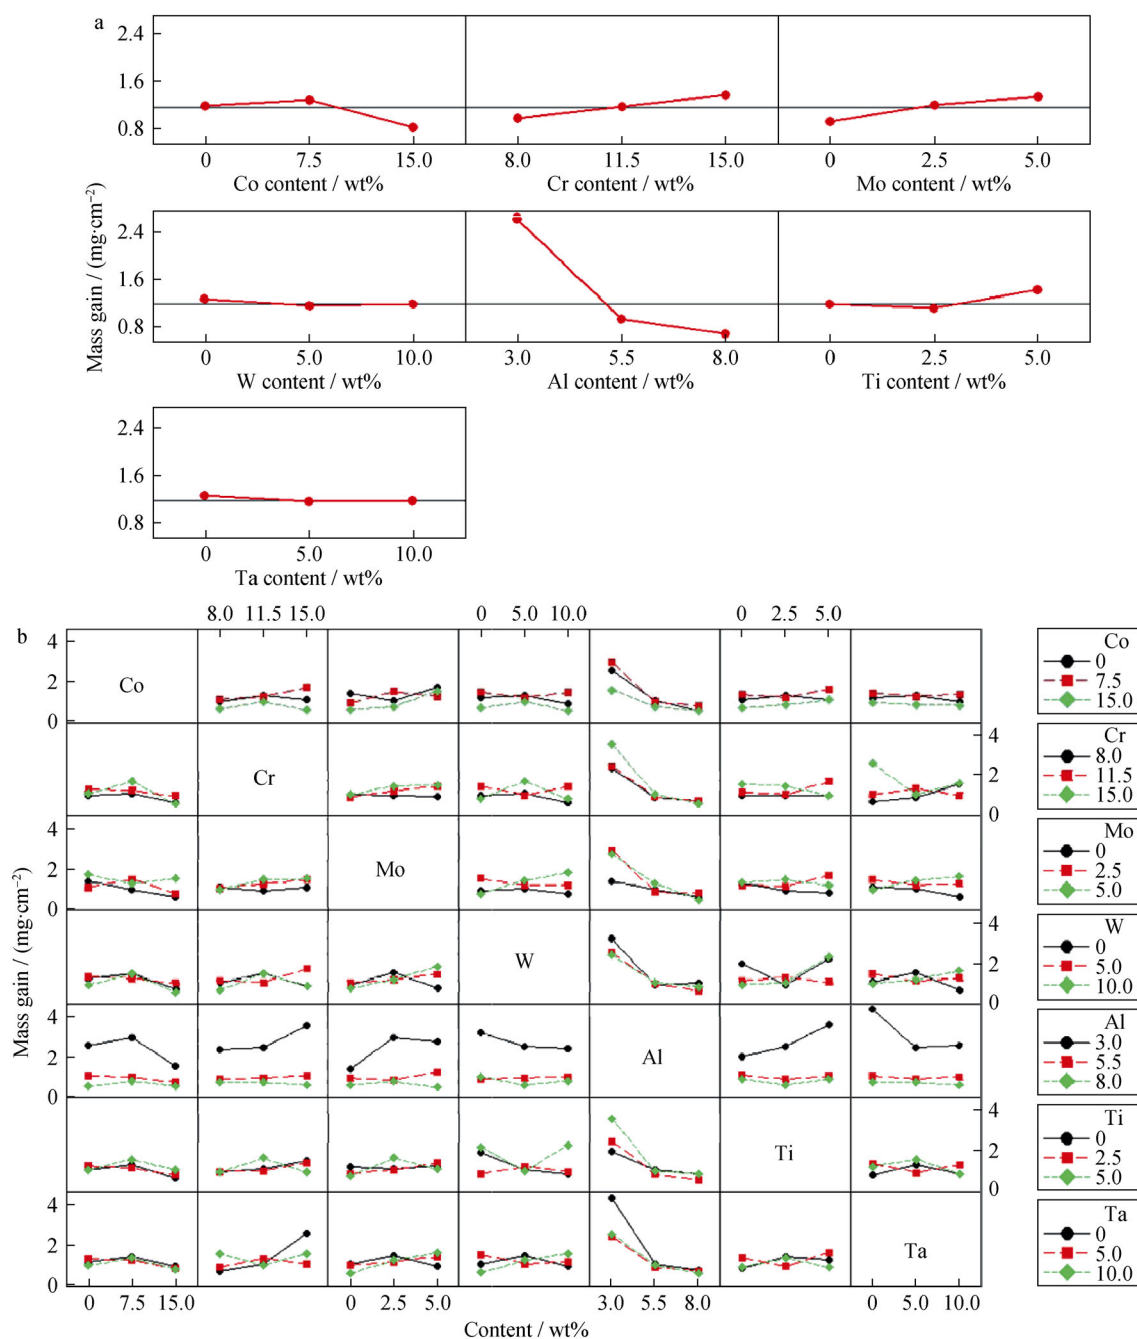 a
2.4
1.6
0.8
0 7.5 15.0 8.0 11.5 15.0 0 2.5 5.0
Co content / wt% Cr content / wt% Mo content / wt%
Mass gain / (mg·cm⁻²)
2.4
1.6
0.8
0 5.0 10.0 3.0 5.5 8.0 0 2.5 5.0
W content / wt% Al content / wt% Ti content / wt%
2.4
1.6
0.8
0 5.0 10.0
Ta content / wt%
b
8.0 11.5 15.0 0 5.0 10.0 0 2.5 5.0
4
2
0
Co
Co
0
7.5
15.0
Cr
4
2
0
Cr
8.0
11.5
15.0
4
2
0
Mo
Mo
0
2.5
5.0
Mass gain / (mg·cm⁻²)
W
4
2
0
W
0
5.0
10.0
4
2
0
Al
Al
3.0
5.5
8.0
Ti
4
2
0
Ti
0
2.5
5.0
4
2
0
Ta
Ta
0
5.0
10.0
0 7.5 15.0 0 2.5 5.0 3.0 5.5 8.0 0 5.0 10.0
Content / wt%